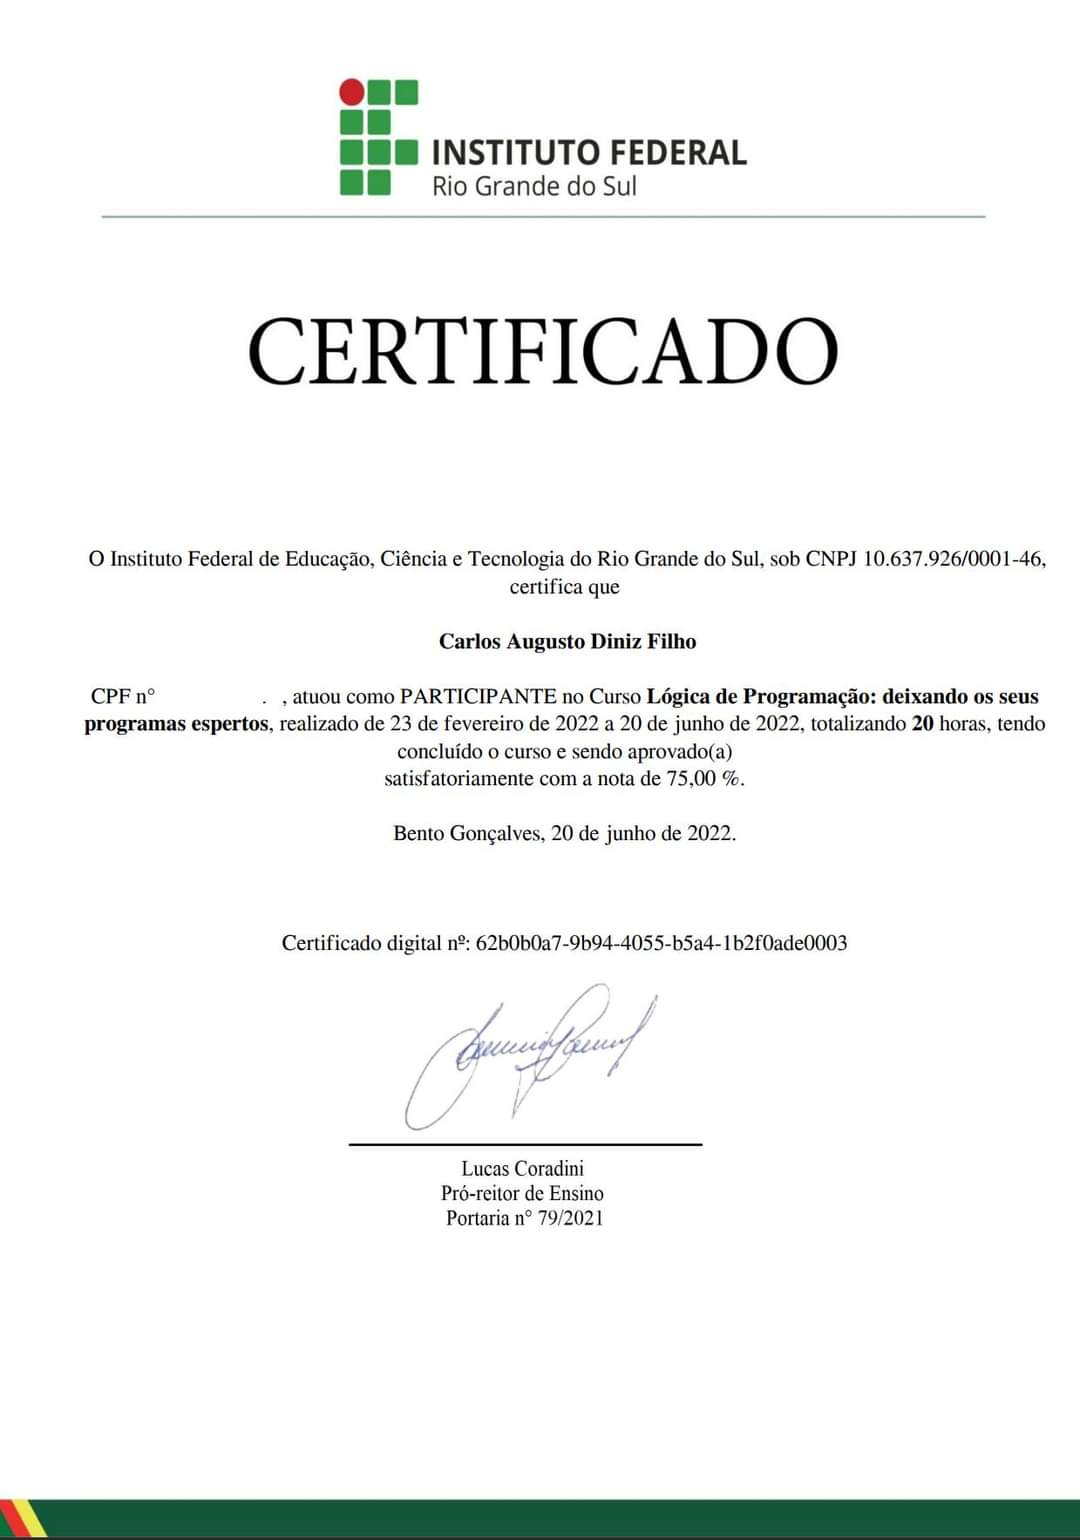 INSTITUTO FEDERAL
Rio Grande do Sul
CERTIFICADO
O Instituto Federal de Educação, Ciência e Tecnologia do Rio Grande do Sul, sob CNPJ 10.637.926/0001-46,
certifica que
Carlos Augusto Diniz Filho
CPF n° . , atuou como PARTICIPANTE no Curso Lógica de Programação: deixando os seus
programas espertos, realizado de 23 de fevereiro de 2022 a 20 de junho de 2022, totalizando 20 horas, tendo
concluído o curso e sendo aprovado(a)
satisfatoriamente com a nota de 75,00 %.
Bento Gonçalves, 20 de junho de 2022.
Certificado digital nº: 62b0b0a7-9b94-4055-b5a4-1b2f0ade0003
Lucas Coradini
Pró-reitor de Ensino
Portaria n° 79/2021